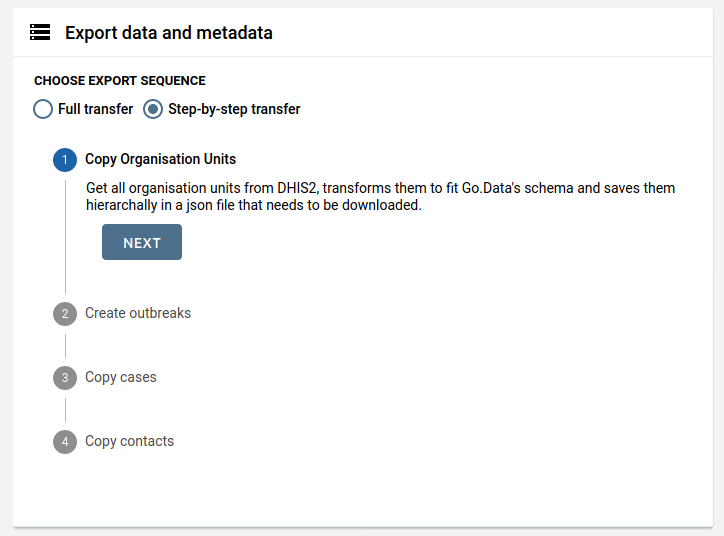 Export data and metadata
CHOOSE EXPORT SEQUENCE
Full transfer Step-by-step transfer
1 Copy Organisation Units
Get all organisation units from DHIS2, transforms them to fit Go.Data's schema and saves them
hierarchally in a json file that needs to be downloaded.
NEXT
2 Create outbreaks
3 Copy cases
4 Copy contacts